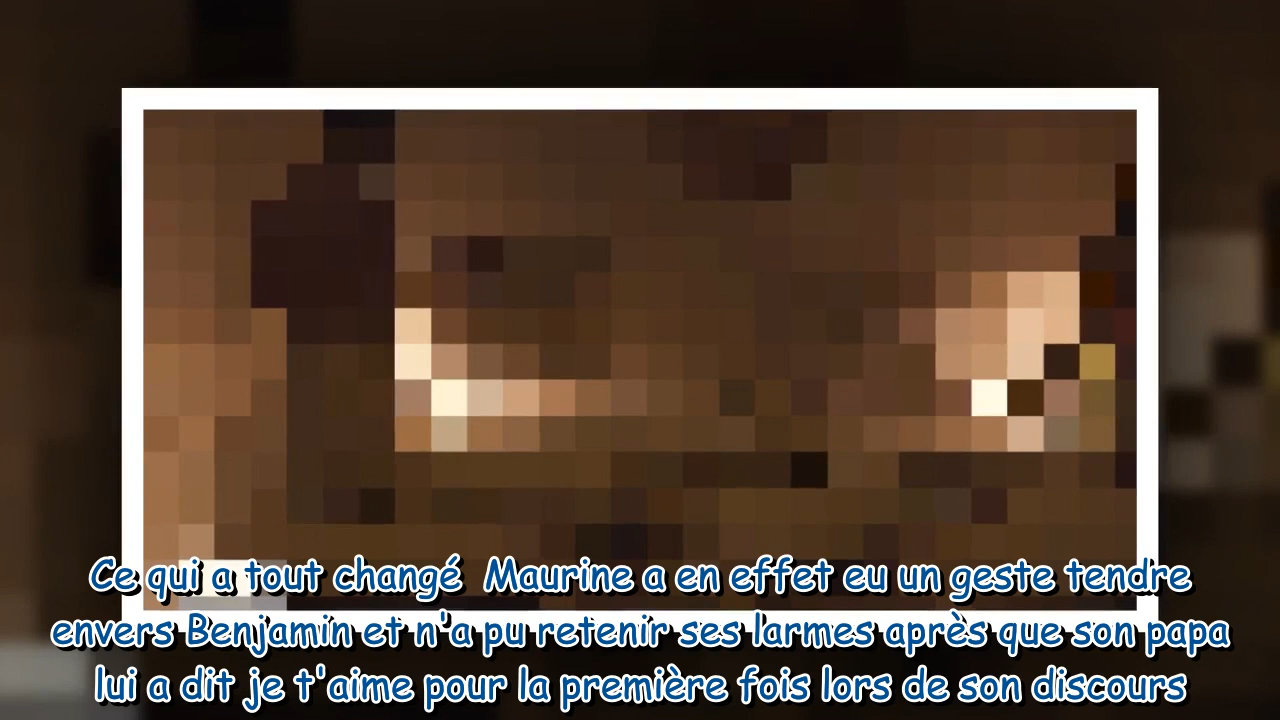 Ce qui a tout changé  Maurine a en effet eu un geste tendre
envers Benjamin et n'a pu retenir ses larmes après que son papa
lui a dit je t'aime pour la première fois lors de son discours